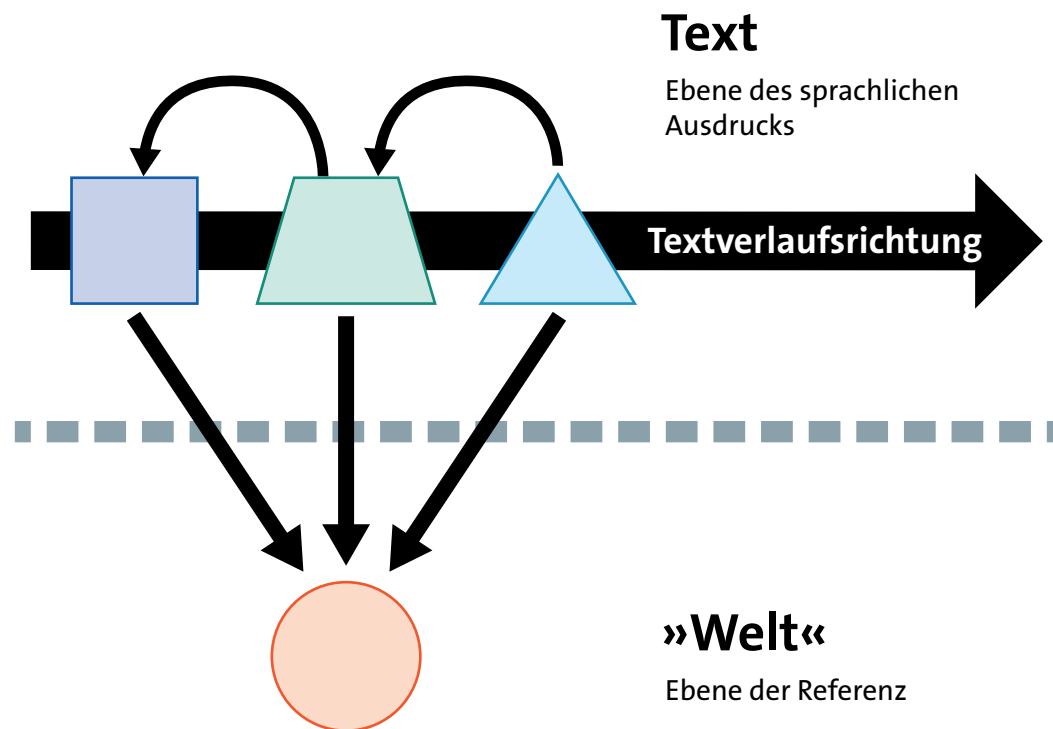 Text
Ebene des sprachlichen
Ausdrucks
Textverlaufsrichtung
»Welt«
Ebene der Referenz